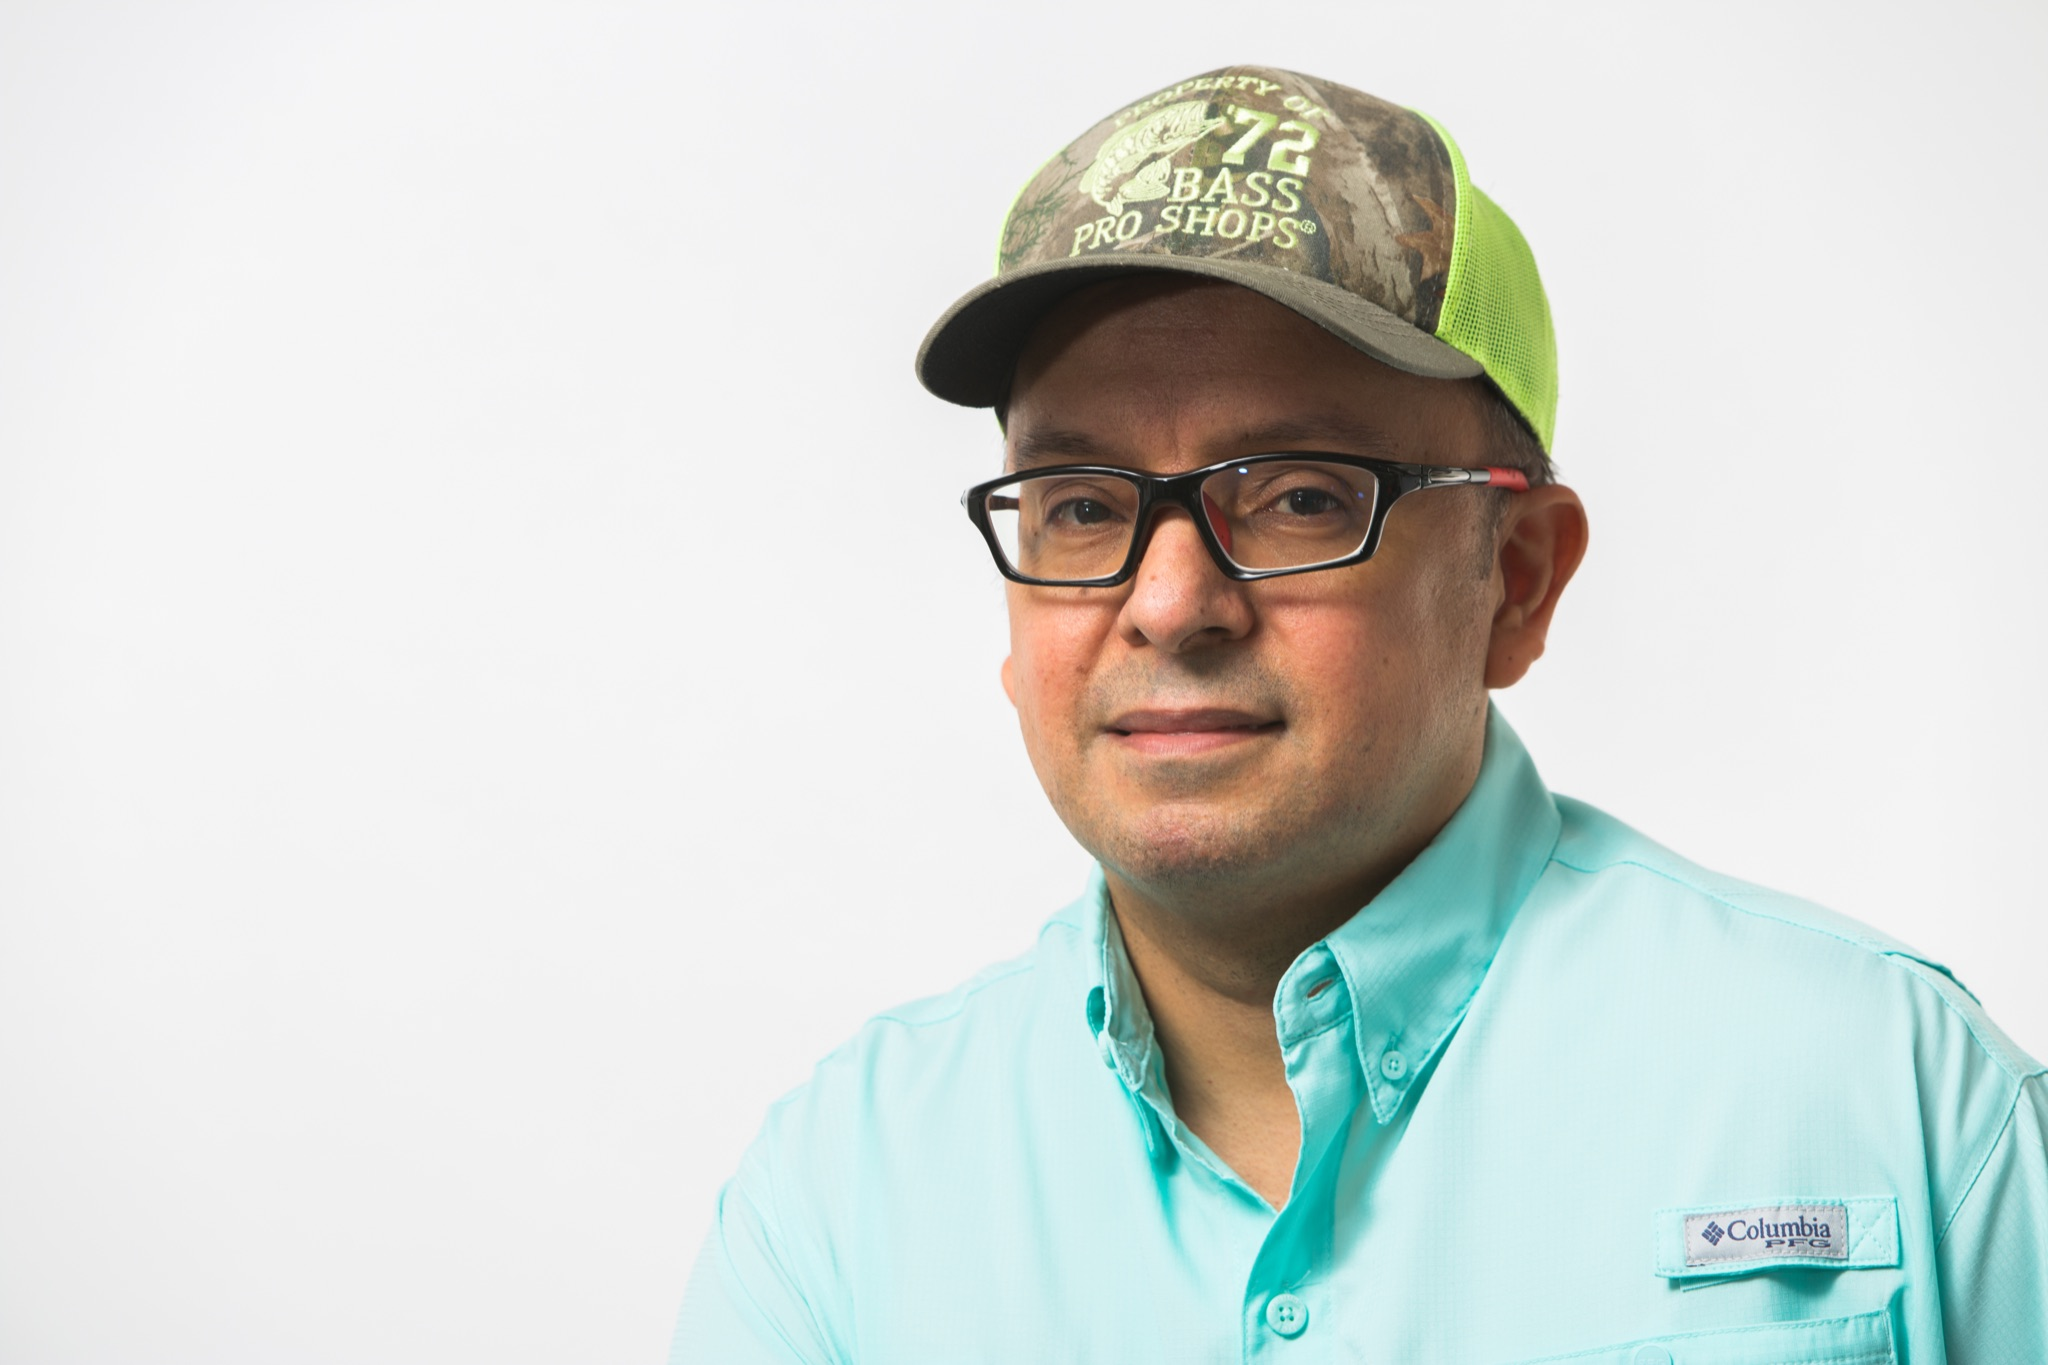 PROPERTY OF
'72
BASS
PRO SHOPS®
Columbia
PFG